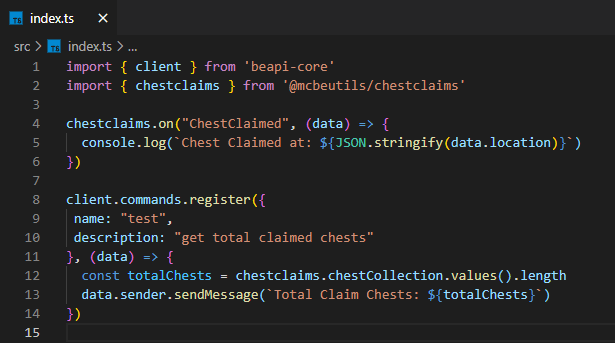 TS index.ts ×
src > TS index.ts > ...
1 import { client } from 'beapi-core'
2 import { chestclaims } from '@mcbeutils/chestclaims'
3
4 chestclaims.on("ChestClaimed", (data) => {
5   console.log(`Chest Claimed at: ${JSON.stringify(data.location)}`)
6 })
7
8 client.commands.register({
9  name: "test",
10  description: "get total claimed chests"
11 }, (data) => {
12   const totalChests = chestclaims.chestCollection.values().length
13   data.sender.sendMessage(`Total Claim Chests: ${totalChests}`)
14 })
15